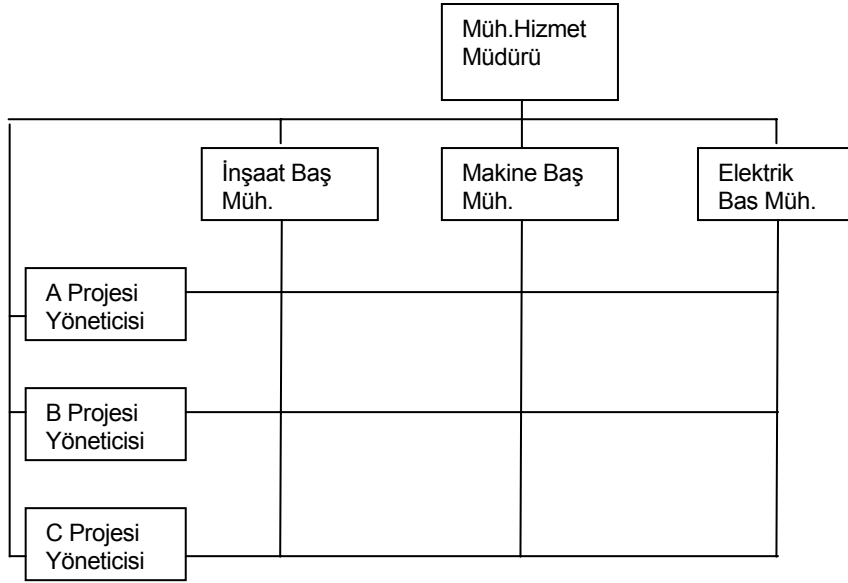 Müh.Hizmet
Müdürü
İnşaat Baş
Müh.
Makine Baş
Müh.
Elektrik
Bas Müh.
A Projesi
Yöneticisi
B Projesi
Yöneticisi
C Projesi
Yöneticisi